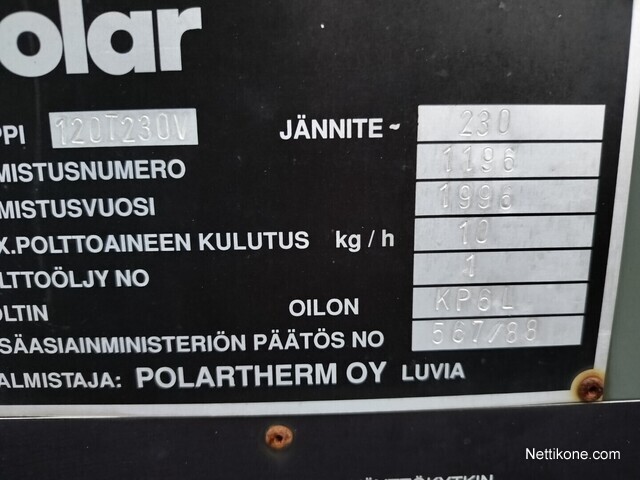 olar
PPI 120T230V JÄNNITE ~ 230
MISTUSNUMERO 1196
MISTUSVUOSI 1996
X.POLTTOAINEEN KULUTUS kg / h 10
LTTOÖLJY NO 1
OLTIN OILON KP6L
SÄASIAINMINISTERIÖN PÄÄTÖS NO 567/88
ALMISTAJA: POLARTHERM OY LUVIA
Nettikone.com